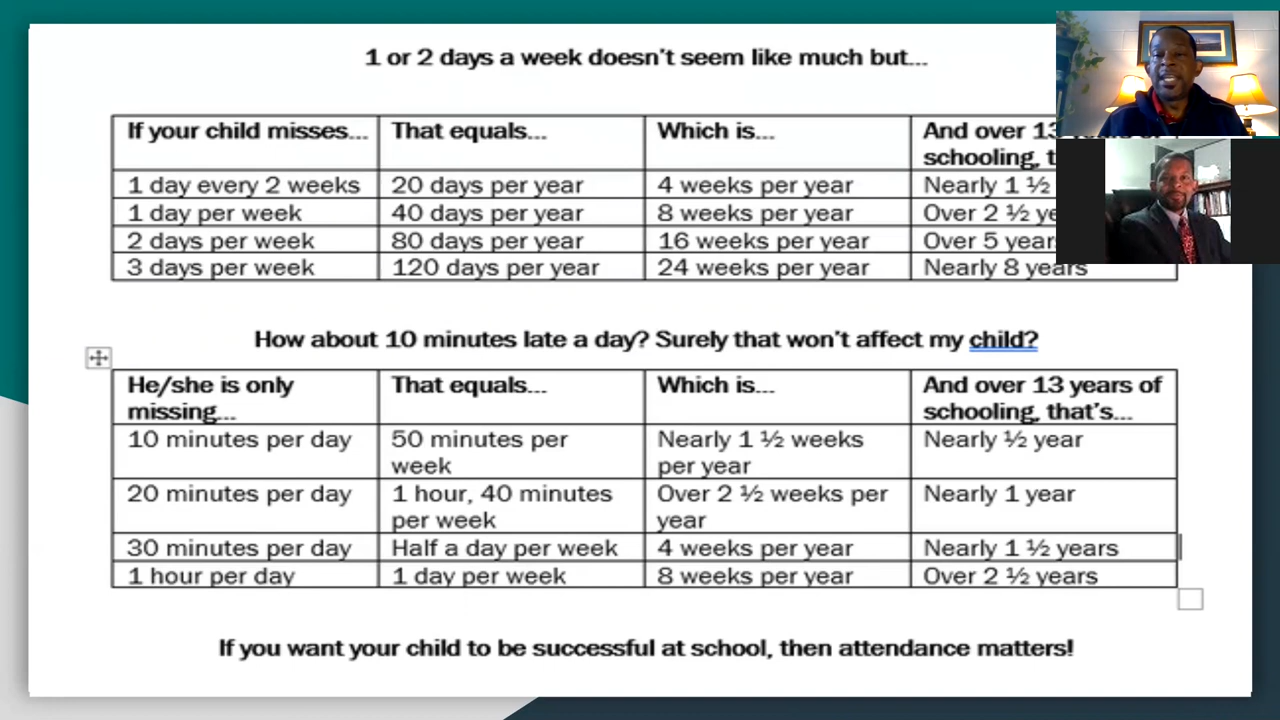 1 or 2 days a week doesn't seem like much but...
If your child misses... That equals... Which is... And over 13
schooling,
1 day every 2 weeks 20 days per year 4 weeks per year Nearly 1 ½
1 day per week 40 days per year 8 weeks per year Over 2 ½
2 days per week 80 days per year 16 weeks per year Over 5
3 days per week 120 days per year 24 weeks per year Nearly 8 years
How about 10 minutes late a day? Surely that won't affect my child?
He/she is only That equals... Which is... And over 13 years of
missing... schooling, that's...
10 minutes per day 50 minutes per Nearly 1 ½ weeks Nearly ½ year
week per year
20 minutes per day 1 hour, 40 minutes Over 2 ½ weeks per Nearly 1 year
per week year
30 minutes per day Half a day per week 4 weeks per year Nearly 1 ½ years
1 hour per day 1 day per week 8 weeks per year Over 2 ½ years
If you want your child to be successful at school, then attendance matters!